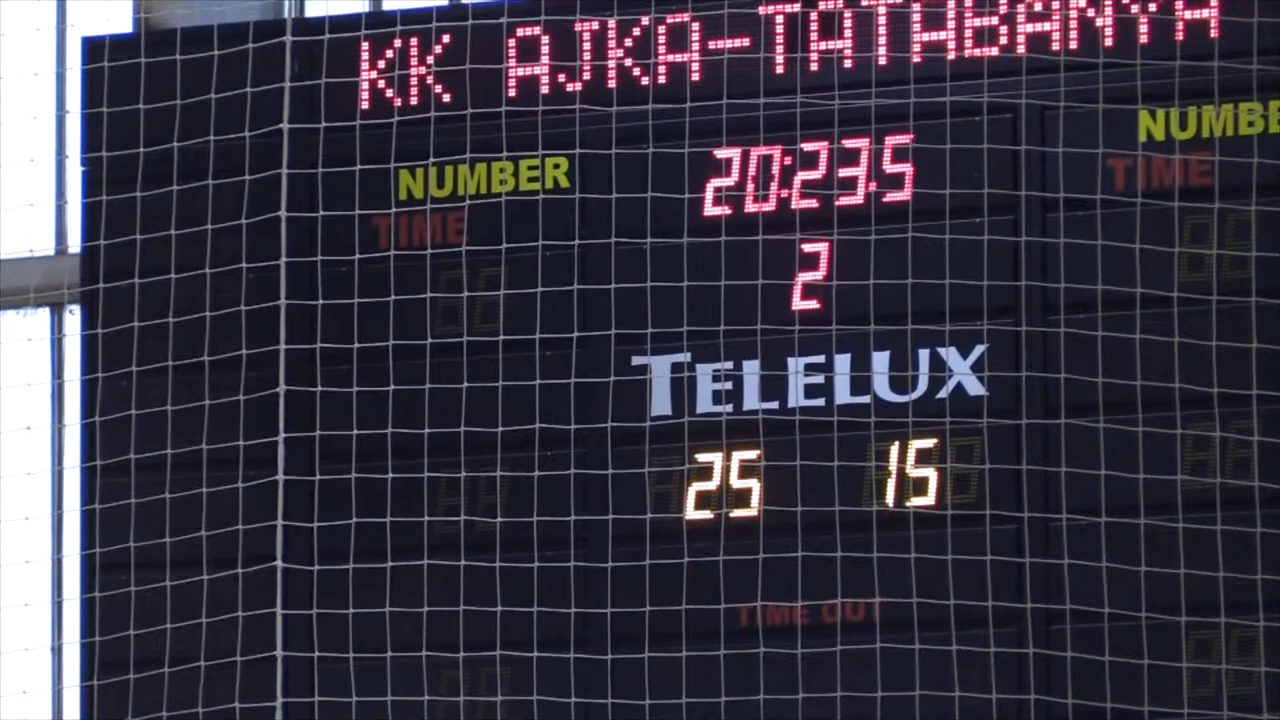 KK AJKA-TATABANYA
NUMBER
TIME
20:23.5
NUMBE
TIME
2
TELELUX
25 15
TIME OUT